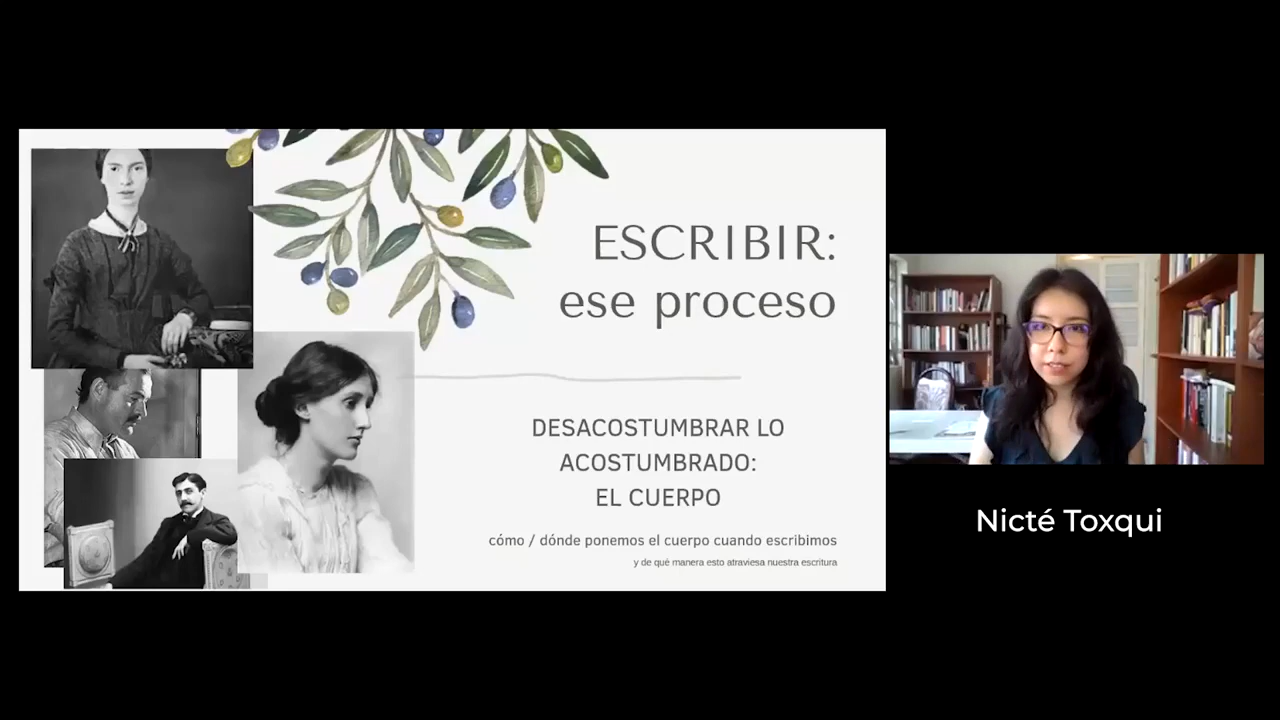 ESCRIBIR:
ese proceso
DESACOSTUMBRAR LO
ACOSTUMBRADO:
EL CUERPO
cómo / dónde ponemos el cuerpo cuando escribimos
y de qué manera esto atraviesa nuestra escritura
Nicté Toxqui